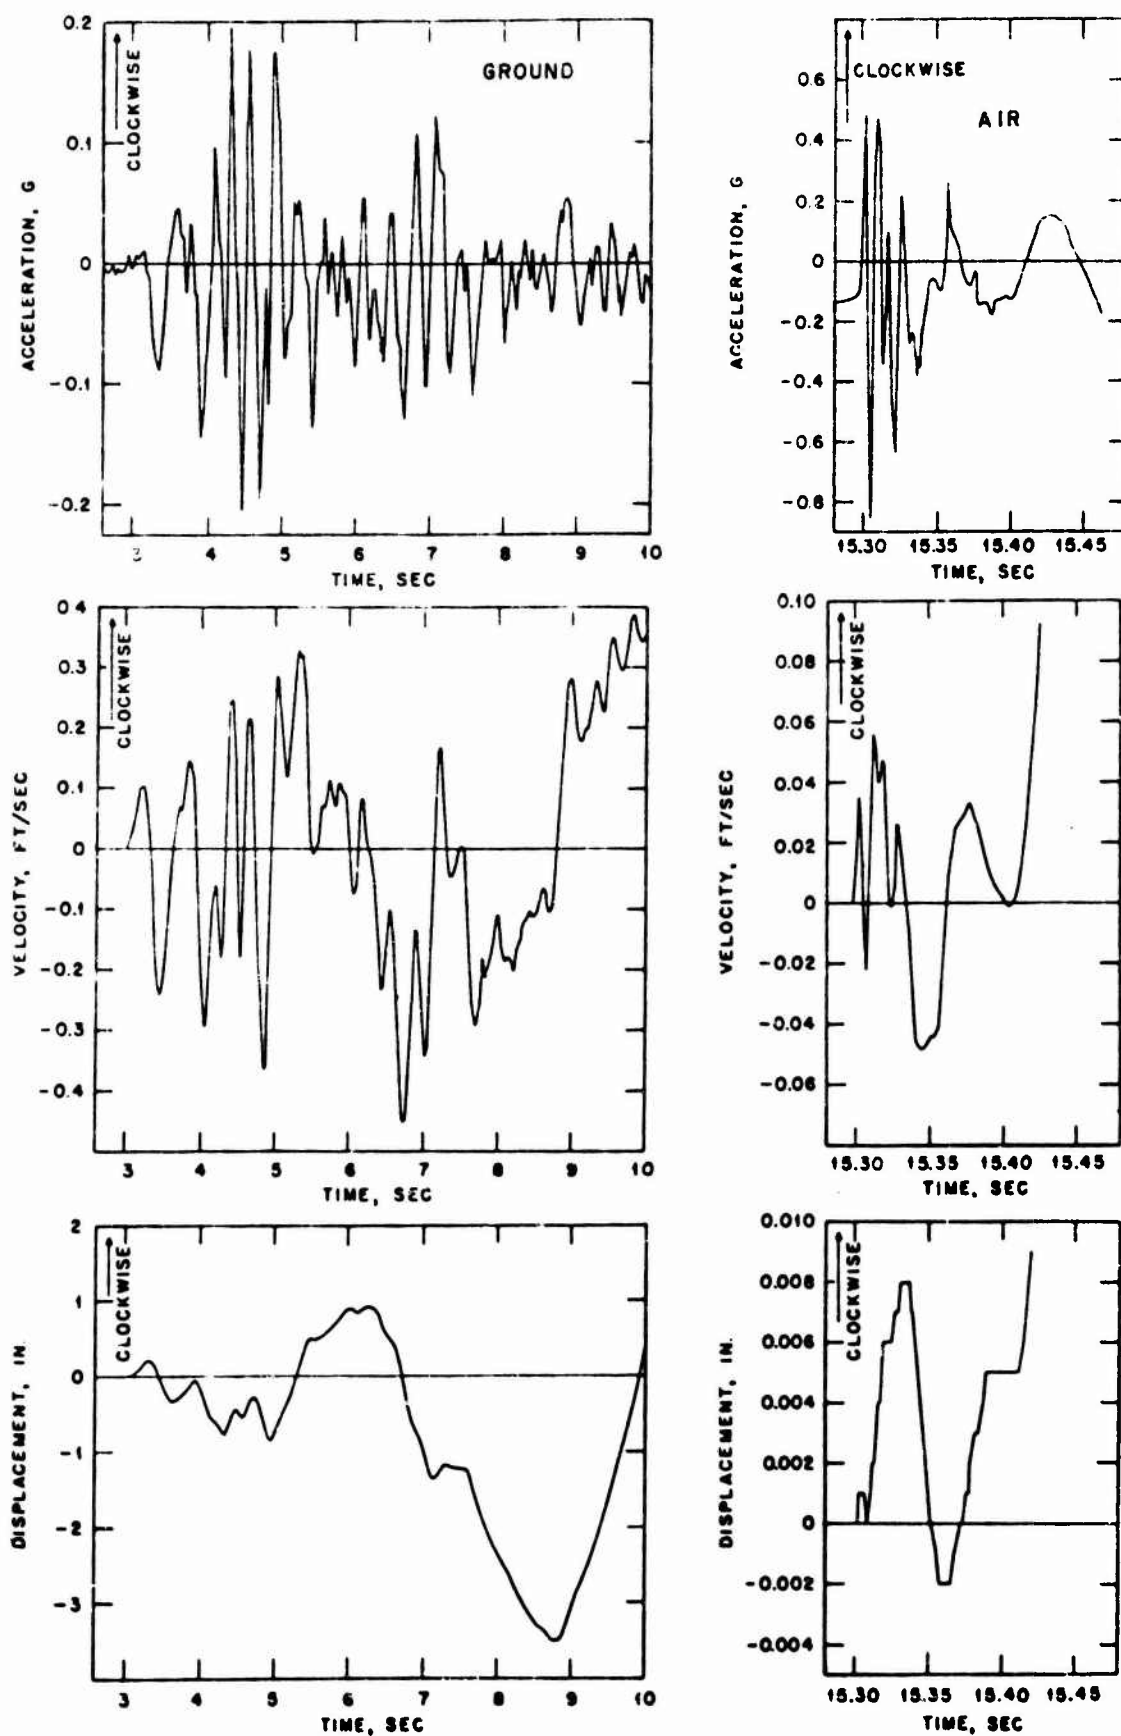 0.2
CLOCKWISE
GROUND
0.1
0
-0.1
-0.2
ACCELERATION, G
3 4 5 6 7 8 9 10
TIME, SEC
CLOCKWISE
AIR
0.6
0.4
0.2
0
-0.2
-0.4
-0.6
-0.8
ACCELERATION, G
15.30 15.35 15.40 15.45
TIME, SEC
0.4
CLOCKWISE
0.3
0.2
0.1
0
-0.1
-0.2
-0.3
-0.4
VELOCITY, FT/SEC
3 4 5 6 7 8 9 10
TIME, SEC
0.10
CLOCKWISE
0.08
0.06
0.04
0.02
0
-0.02
-0.04
-0.06
VELOCITY, FT/SEC
15.30 15.35 15.40 15.45
TIME, SEC
2
CLOCKWISE
1
0
-1
-2
-3
DISPLACEMENT, IN.
3 4 5 6 7 8 9 10
TIME, SEC
0.010
CLOCKWISE
0.008
0.006
0.004
0.002
0
-0.002
-0.004
DISPLACEMENT, IN.
15.30 15.35 15.40 15.45
TIME, SEC